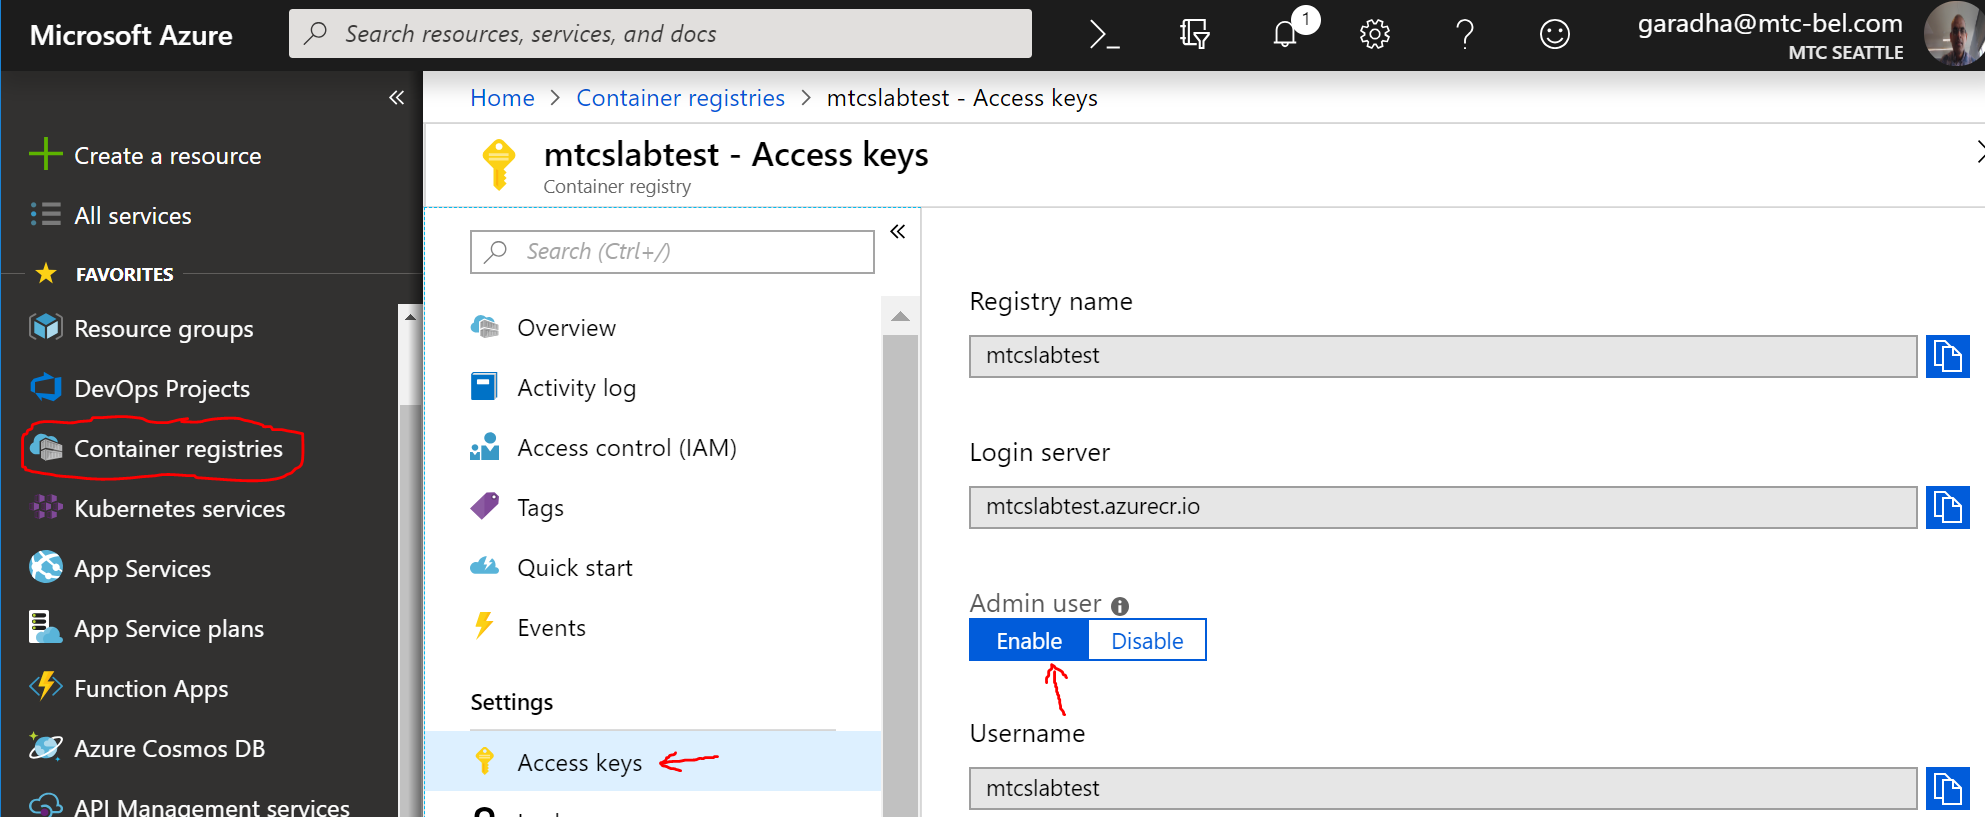 Microsoft Azure
Search resources, services, and docs
1
garadha@mtc-bel.com
MTC SEATTLE
Home > Container registries > mtcslabtest - Access keys
Create a resource
All services
FAVORITES
Resource groups
DevOps Projects
Container registries
Kubernetes services
App Services
App Service plans
Function Apps
Azure Cosmos DB
API Management services
mtcslabtest - Access keys
Container registry
Search (Ctrl+/)
Overview
Activity log
Access control (IAM)
Tags
Quick start
Events
Settings
Access keys
Registry name
mtcslabtest
Login server
mtcslabtest.azurecr.io
Admin user
Enable Disable
Username
mtcslabtest